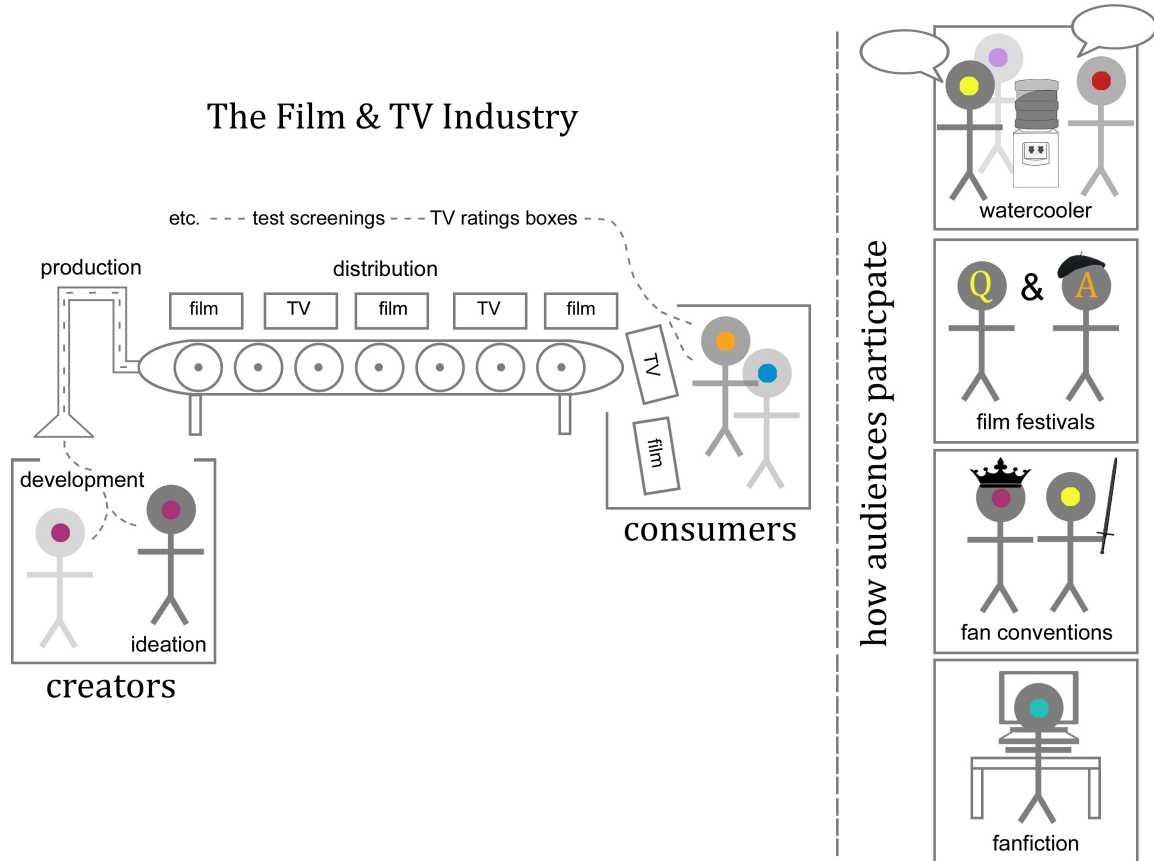 The Film & TV Industry
etc.
test screenings
TV ratings boxes
production
distribution
film
TV
film
TV
film
TV
film
development
ideation
creators
consumers
how audiences particpate
watercooler
Q & A
film festivals
fan conventions
fanfiction